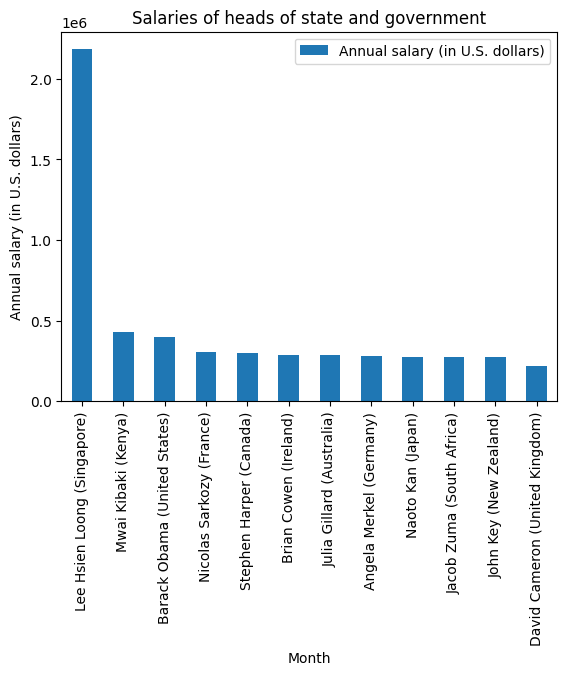 Salaries of heads of state and government
1e6
Annual salary (in U.S. dollars)
Annual salary (in U.S. dollars)
2.0
1.5
1.0
0.5
0.0
Lee Hsien Loong (Singapore)
Mwai Kibaki (Kenya)
Barack Obama (United States)
Nicolas Sarkozy (France)
Stephen Harper (Canada)
Brian Cowen (Ireland)
Julia Gillard (Australia)
Angela Merkel (Germany)
Naoto Kan (Japan)
Jacob Zuma (South Africa)
John Key (New Zealand)
David Cameron (United Kingdom)
Month